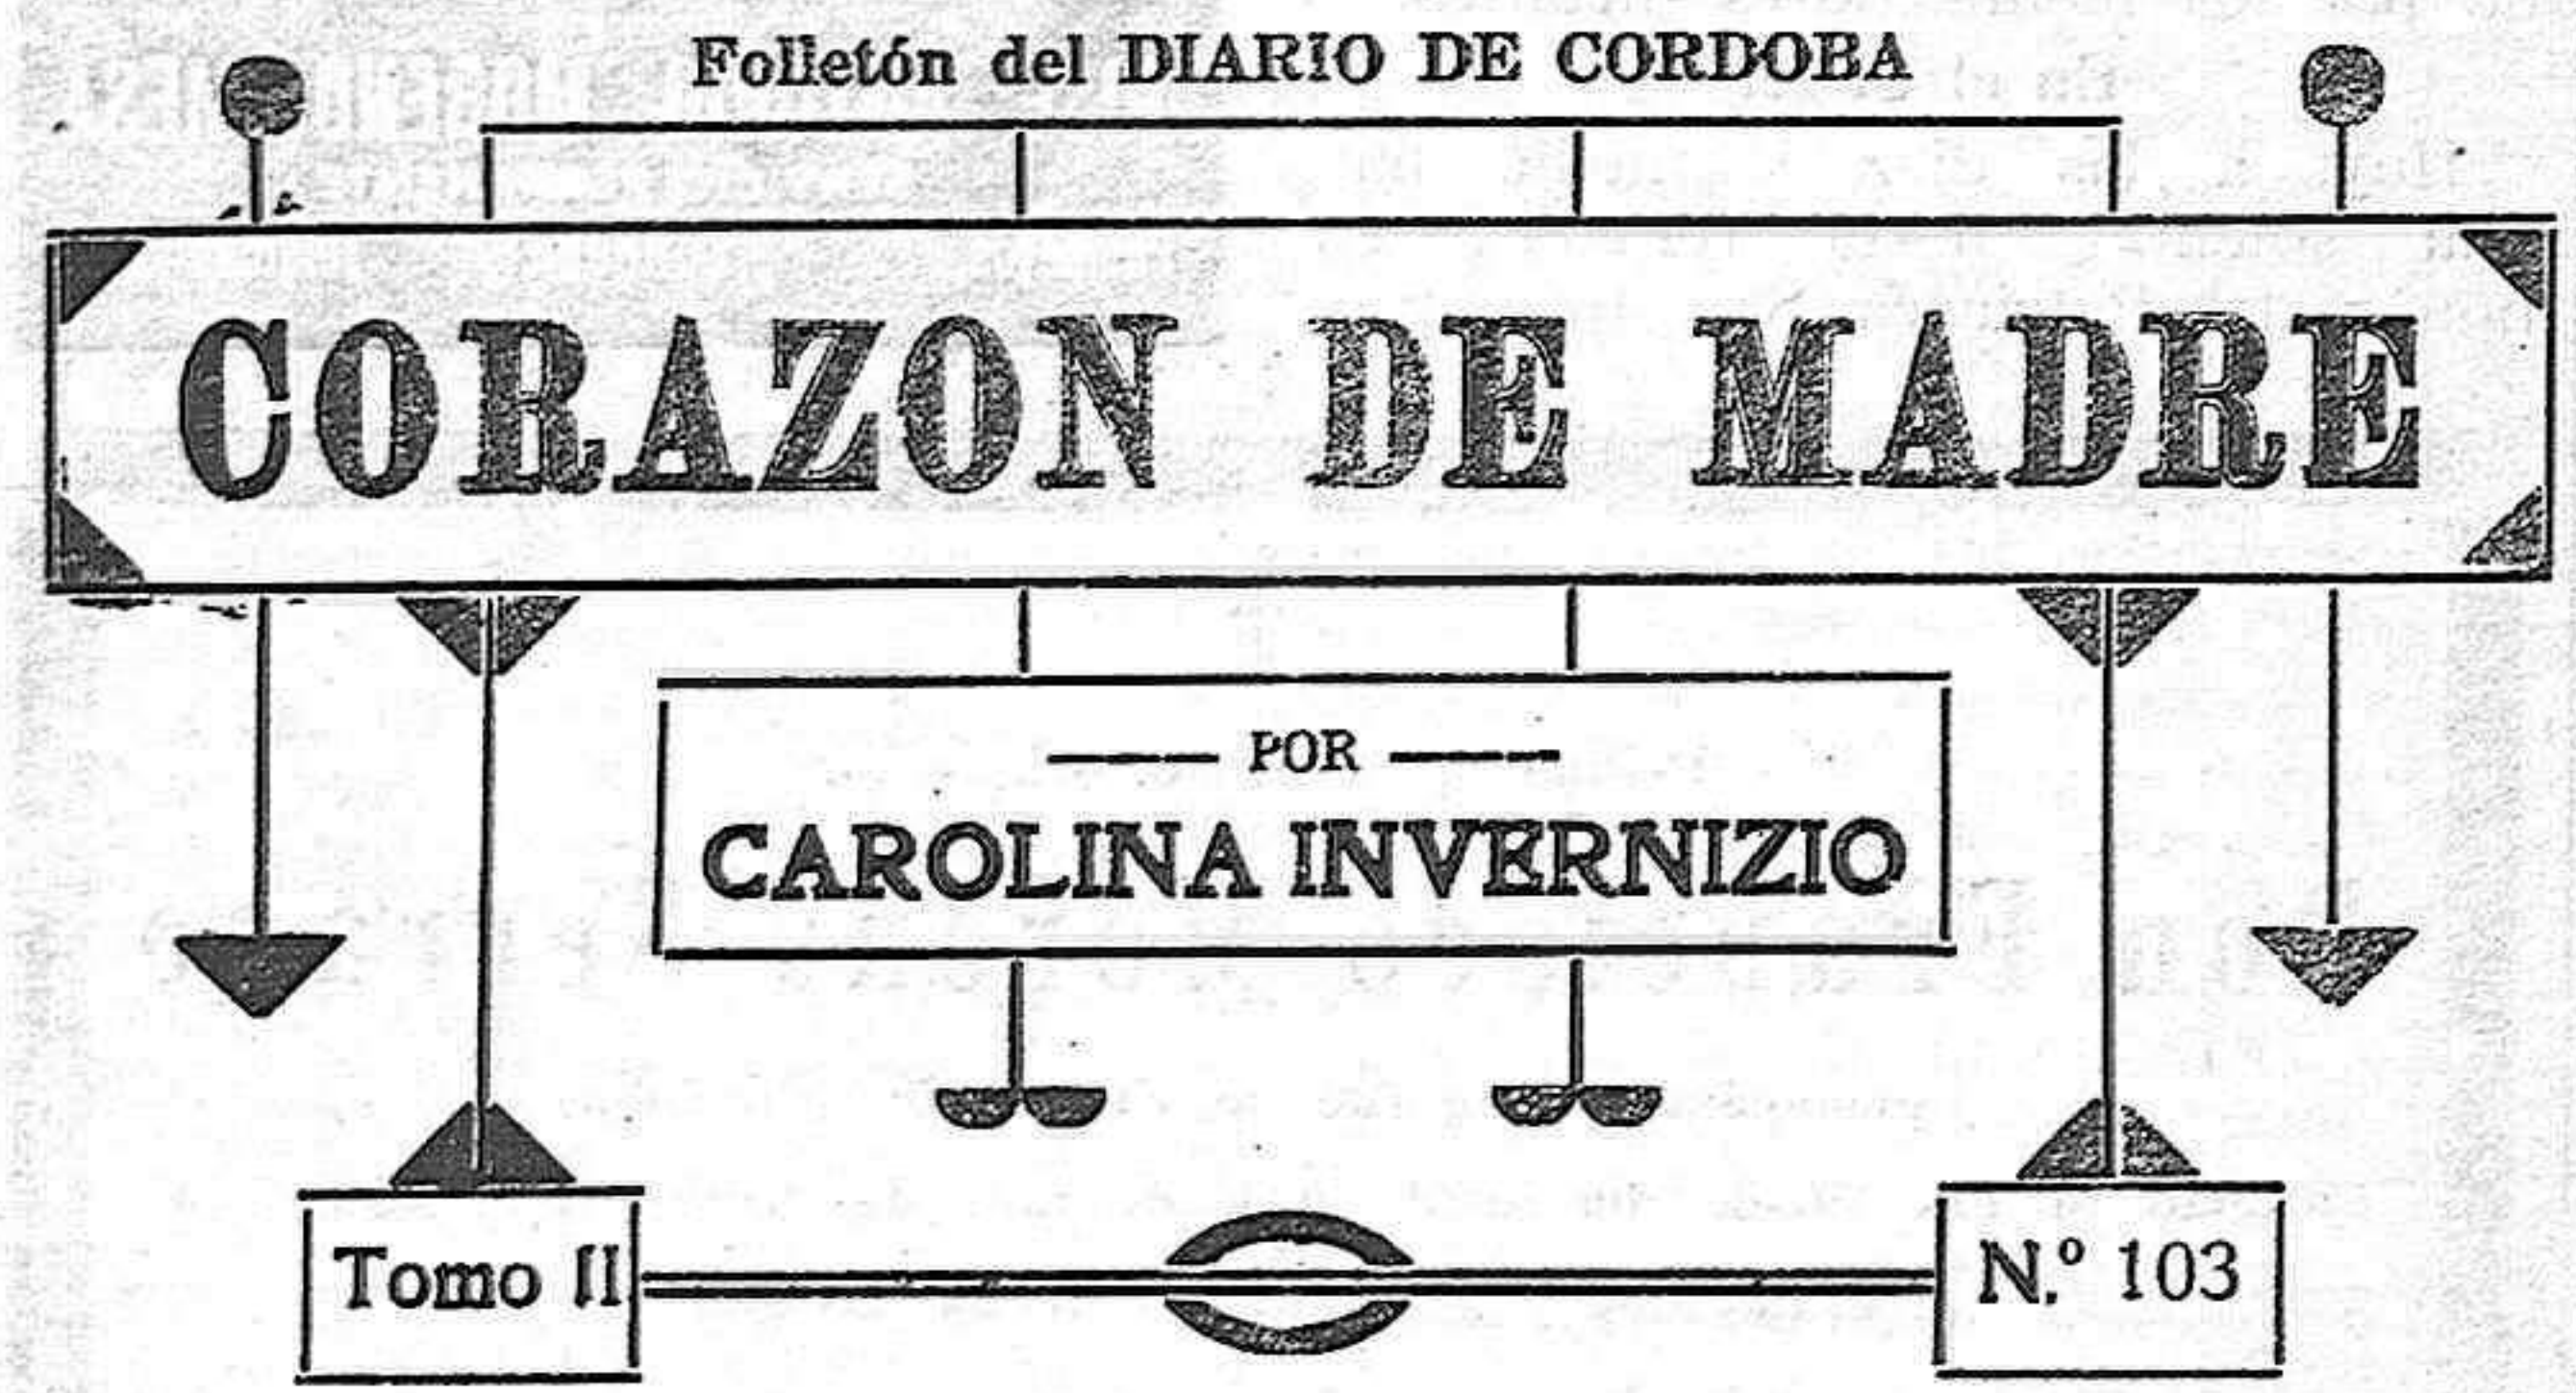 Folletón del DIARIO DE CORDOBA
CORAZON DE MADRE
— POR —
CAROLINA INVERNIZIO
Tomo II
N.º 103